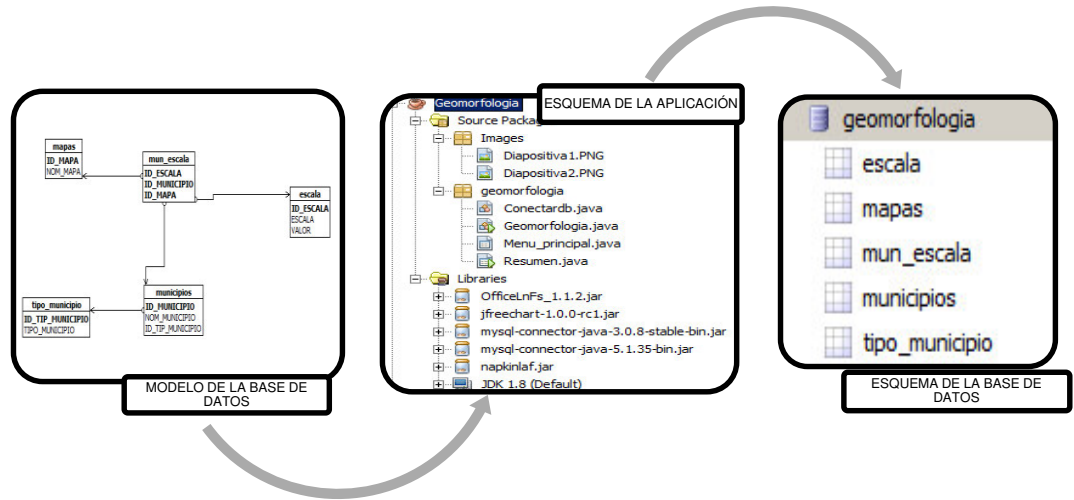 mapas
ID_MAPA
NOM_MAPA
mun_escala
ID_ESCALA
ID_MUNICIPIO
ID_MAPA
escala
ID_ESCALA
ESCALA
VALOR
tipo_municipio
ID_TIP_MUNICIPIO
TIPO_MUNICIPIO
municipios
ID_MUNICIPIO
NOM_MUNICIPIO
ID_TIP_MUNICIPIO
MODELO DE LA BASE DE
DATOS
ESQUEMA DE LA APLICACIÓN
Geomorfologia
Source Packag
Images
Diapositiva1.PNG
Diapositiva2.PNG
geomorfologia
Conectardb.java
Geomorfologia.java
Menu_principal.java
Resumen.java
Libraries
OfficeLnFs_1.1.2.jar
jfreechart-1.0.0-rc1.jar
mysql-connector-java-3.0.8-stable-bin.jar
mysql-connector-java-5.1.35-bin.jar
napkinlaf.jar
JDK 1.8 (Default)
geomorfologia
escala
mapas
mun_escala
municipios
tipo_municipio
ESQUEMA DE LA BASE DE
DATOS